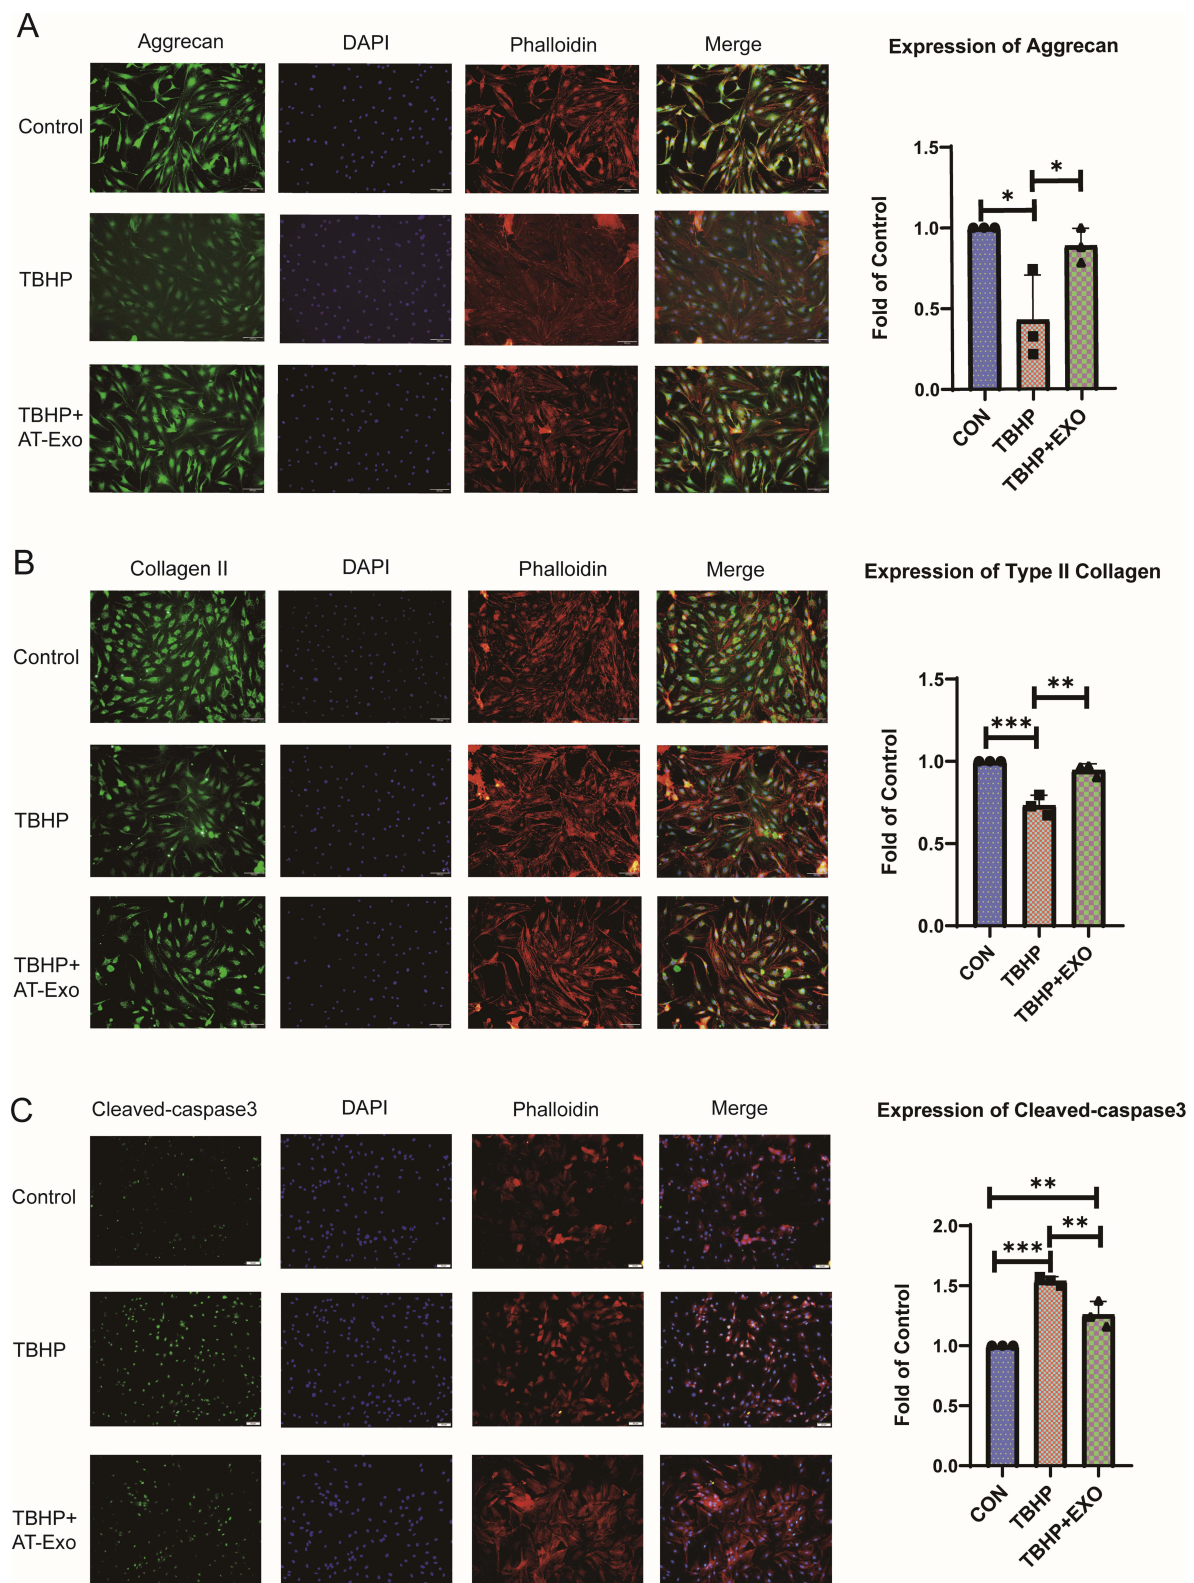 A
Aggrecan DAPI Phalloidin Merge
Expression of Aggrecan
Control
TBHP
TBHP+
AT-Exo
Fold of Control
1.5
1.0
0.5
0.0
* *
CON TBHP TBHP+EXO
B
Collagen II DAPI Phalloidin Merge
Expression of Type II Collagen
Control
TBHP
TBHP+
AT-Exo
Fold of Control
1.5
1.0
0.5
0.0
*** **
CON TBHP TBHP+EXO
C
Cleaved-caspase3 DAPI Phalloidin Merge
Expression of Cleaved-caspase3
Control
TBHP
TBHP+
AT-Exo
Fold of Control
2.0
1.5
1.0
0.5
0.0
**
*** **
CON TBHP TBHP+EXO